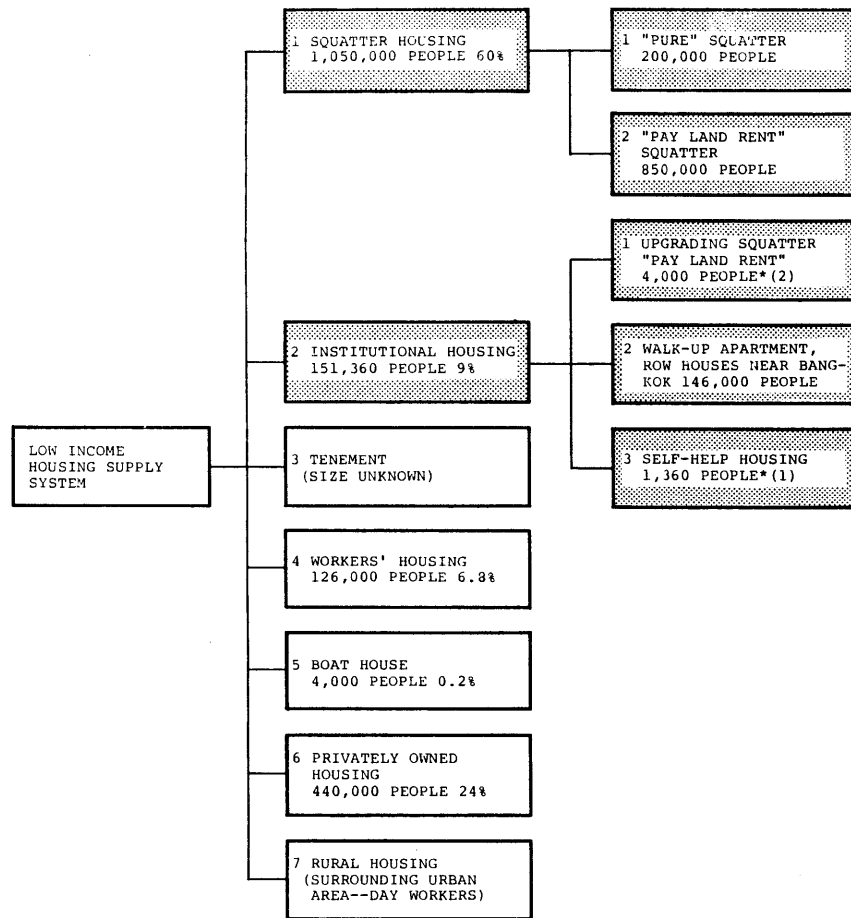 LOW INCOME
HOUSING SUPPLY
SYSTEM
1 SQUATTER HOUSING
1,050,000 PEOPLE 60%
1 "PURE" SQUATTER
200,000 PEOPLE
2 "PAY LAND RENT"
SQUATTER
850,000 PEOPLE
2 INSTITUTIONAL HOUSING
151,360 PEOPLE 9%
1 UPGRADING SQUATTER
"PAY LAND RENT"
4,000 PEOPLE*(2)
2 WALK-UP APARTMENT,
ROW HOUSES NEAR BANG-
KOK 146,000 PEOPLE
3 SELF-HELP HOUSING
1,360 PEOPLE*(1)
3 TENEMENT
(SIZE UNKNOWN)
4 WORKERS' HOUSING
126,000 PEOPLE 6.8%
5 BOAT HOUSE
4,000 PEOPLE 0.2%
6 PRIVATELY OWNED
HOUSING
440,000 PEOPLE 24%
7 RURAL HOUSING
(SURROUNDING URBAN
AREA--DAY WORKERS)